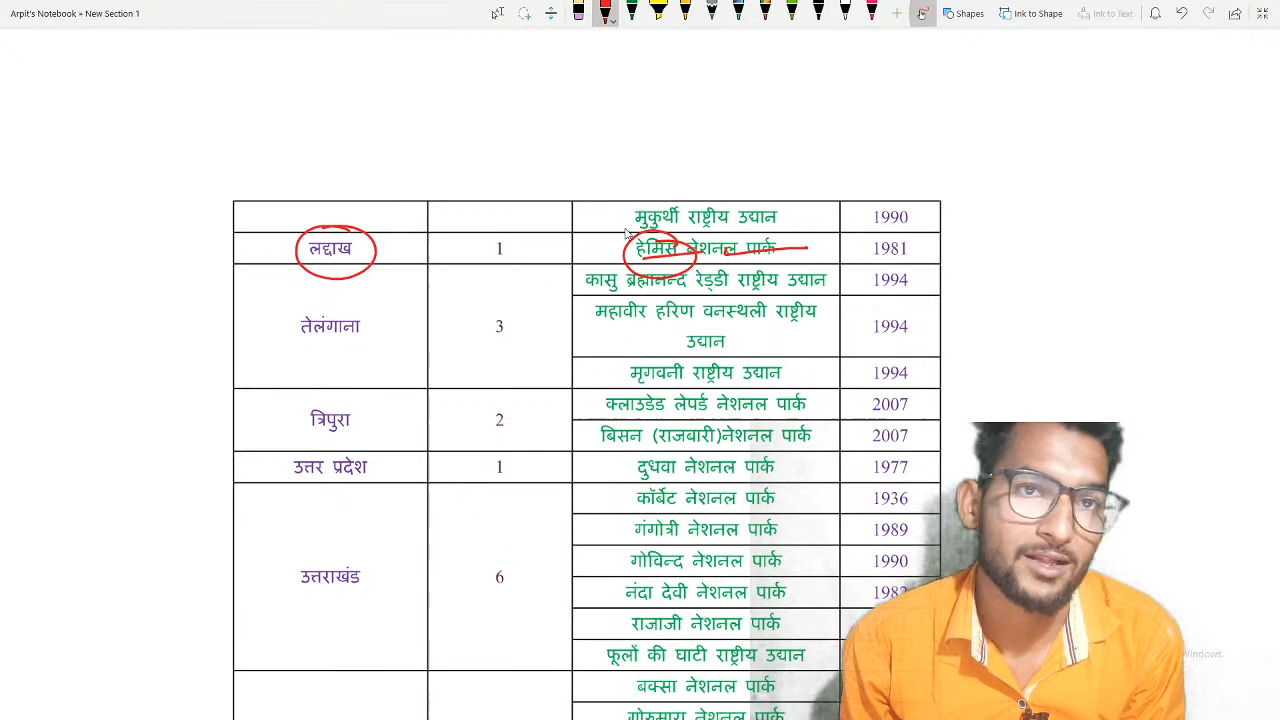 Arpit's Notebook » New Section 1
Shapes Ink to Shape Ink to Text
मुकुर्थी राष्ट्रीय उद्यान 1990
लद्दाख 1 हेमिस नेशनल पार्क 1981
कासु ब्रह्मानन्द रेड्डी राष्ट्रीय उद्यान 1994
तेलंगाना 3 महावीर हरिण वनस्थली राष्ट्रीय
उद्यान 1994
मृगवनी राष्ट्रीय उद्यान 1994
त्रिपुरा 2 क्लाउडेड लेपर्ड नेशनल पार्क 2007
बिसन (राजबारी)नेशनल पार्क 2007
उत्तर प्रदेश 1 दुधवा नेशनल पार्क 1977
उत्तराखंड 6 कॉर्बेट नेशनल पार्क 1936
गंगोत्री नेशनल पार्क 1989
गोविन्द नेशनल पार्क 1990
नंदा देवी नेशनल पार्क 1982
राजाजी नेशनल पार्क
फूलों की घाटी राष्ट्रीय उद्यान
बक्सा नेशनल पार्क
गोरुमारा नेशनल पार्क
Windows.